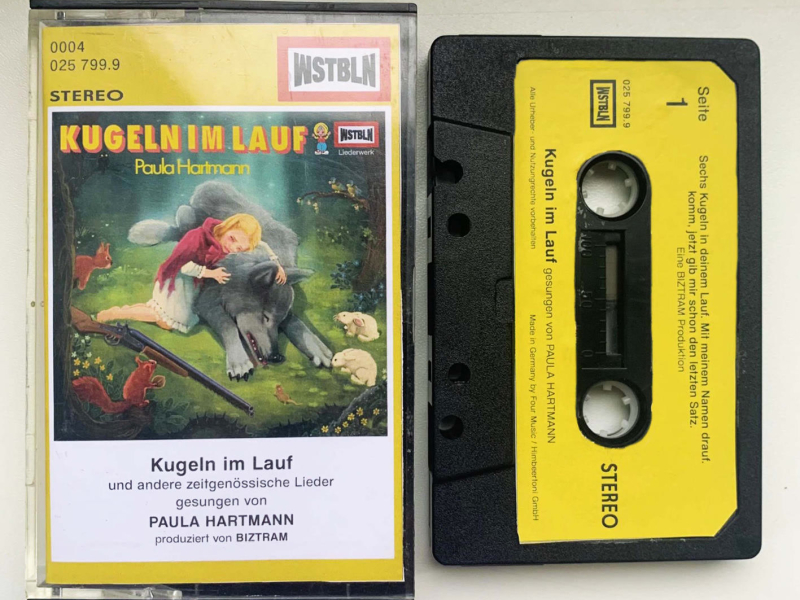 0004
025 799.9
STEREO
WSTBLN
KUGELN IM LAUF
Paula Hartmann
WSTBLN
Liederwerk
Kugeln im Lauf
und andere zeitgenössische Lieder
gesungen von
PAULA HARTMANN
produziert von BIZTRAM
Seite
1
025 799.9
WSTBLN
Sechs Kugeln in deinem Lauf. Mit meinem Namen drauf.
komm, jetzt gib mir schon den letzten Satz.
Eine BIZTRAM Produktion
STEREO
Kugeln im Lauf gesungen von PAULA HARTMANN
Alle Urheber- und Nutzungrechte vorbehalten
Made in Germany by Four Music / Himbeertoni GmbH